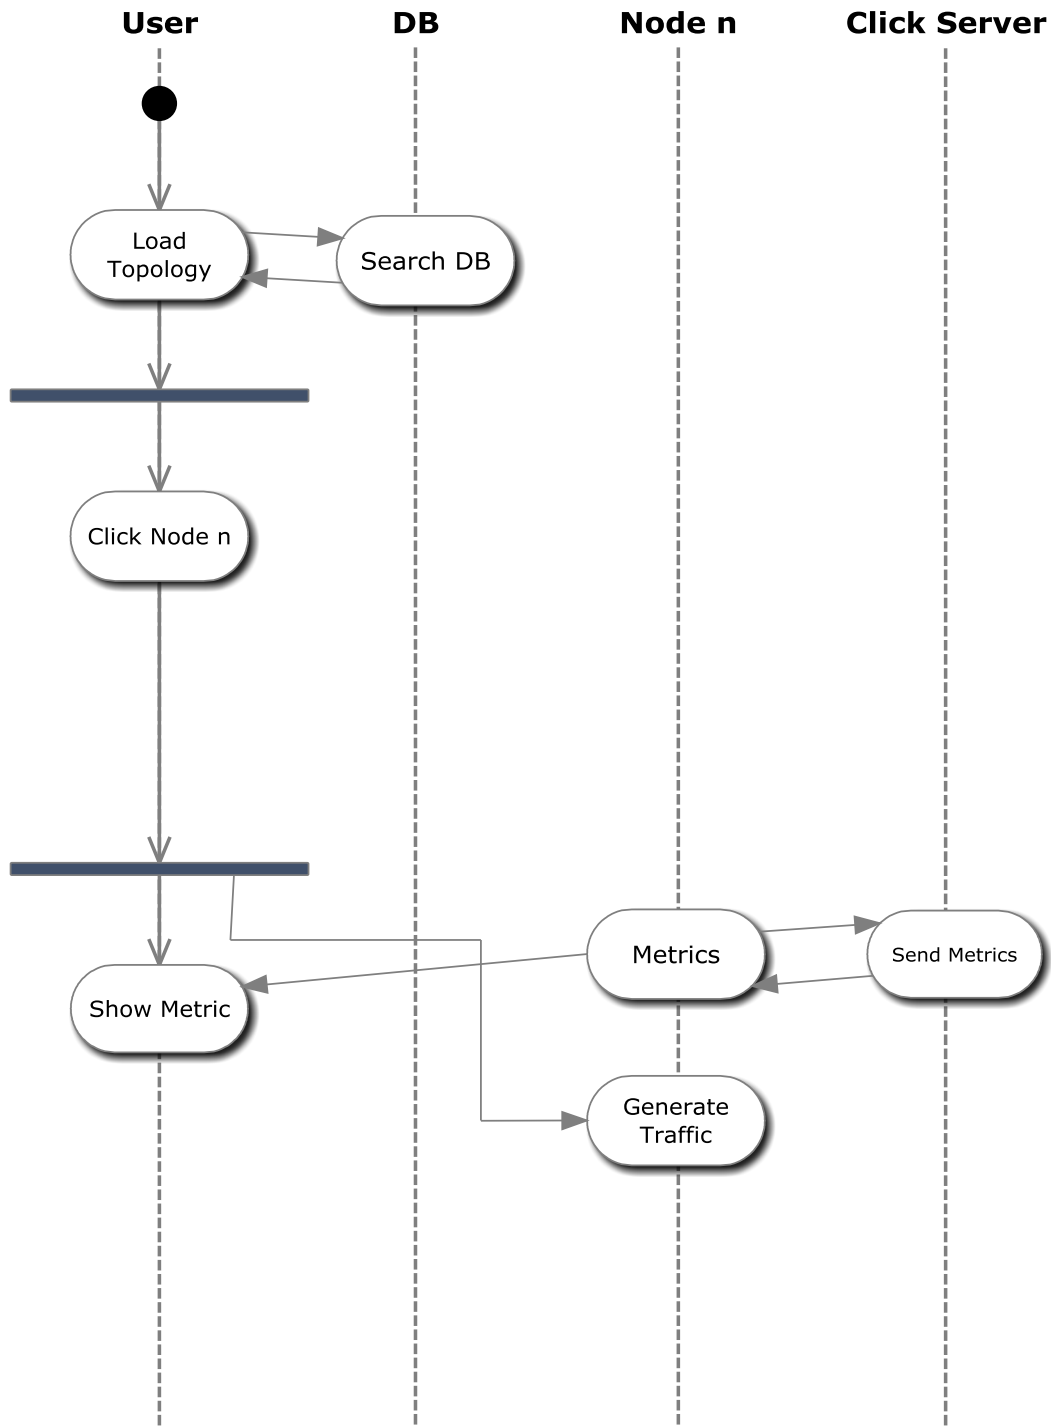 User DB Node n Click Server
Load
Topology
Search DB
Click Node n
Metrics
Send Metrics
Show Metric
Generate
Traffic